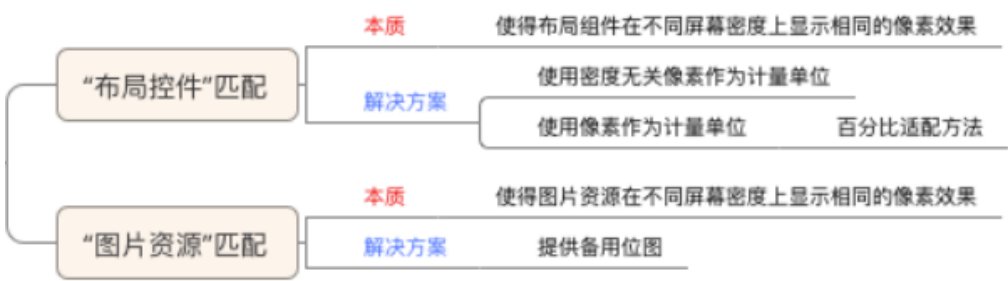 本质 使得布局组件在不同屏幕密度上显示相同的像素效果
“布局控件”匹配
使用密度无关像素作为计量单位
解决方案
使用像素作为计量单位 百分比适配方法
本质 使得图片资源在不同屏幕密度上显示相同的像素效果
“图片资源”匹配
解决方案 提供备用位图